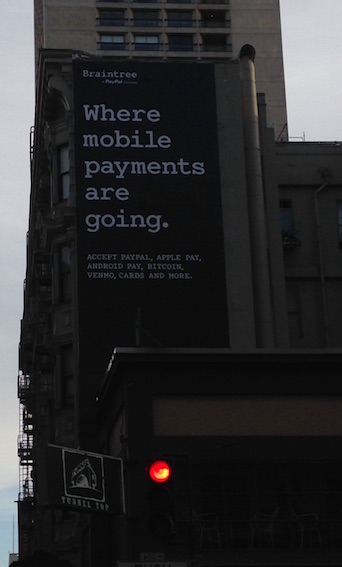 Braintree
A PayPal Company
Where
mobile
payments
are
going.
ACCEPT PAYPAL, APPLE PAY,
ANDROID PAY, BITCOIN,
VENMO, CARDS AND MORE.
TUNNEL TOP